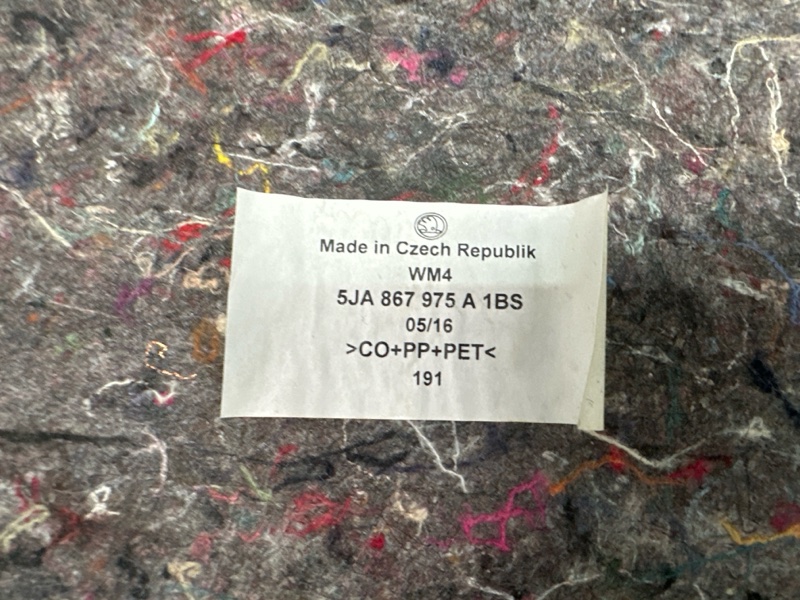 Made in Czech Republik
WM4
5JA 867 975 A 1BS
05/16
>CO+PP+PET<
191